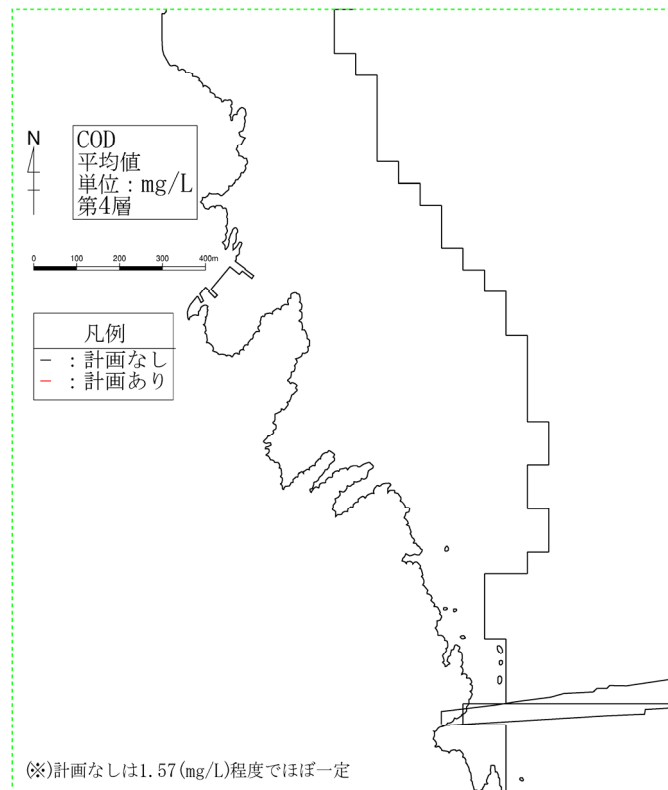 N
COD
平均値
単位：mg/L
第4層
0 100 200 300 400m
凡例
− ：計画なし
− ：計画あり
(※)計画なしは1.57(mg/L)程度でほぼ一定